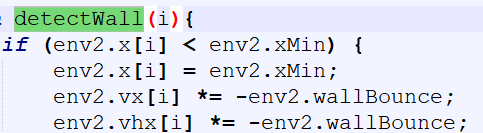 detectWall(i){
if (env2.x[i] < env2.xMin) {
env2.x[i] = env2.xMin;
env2.vx[i] *= -env2.wallBounce;
env2.vhx[i] *= -env2.wallBounce;